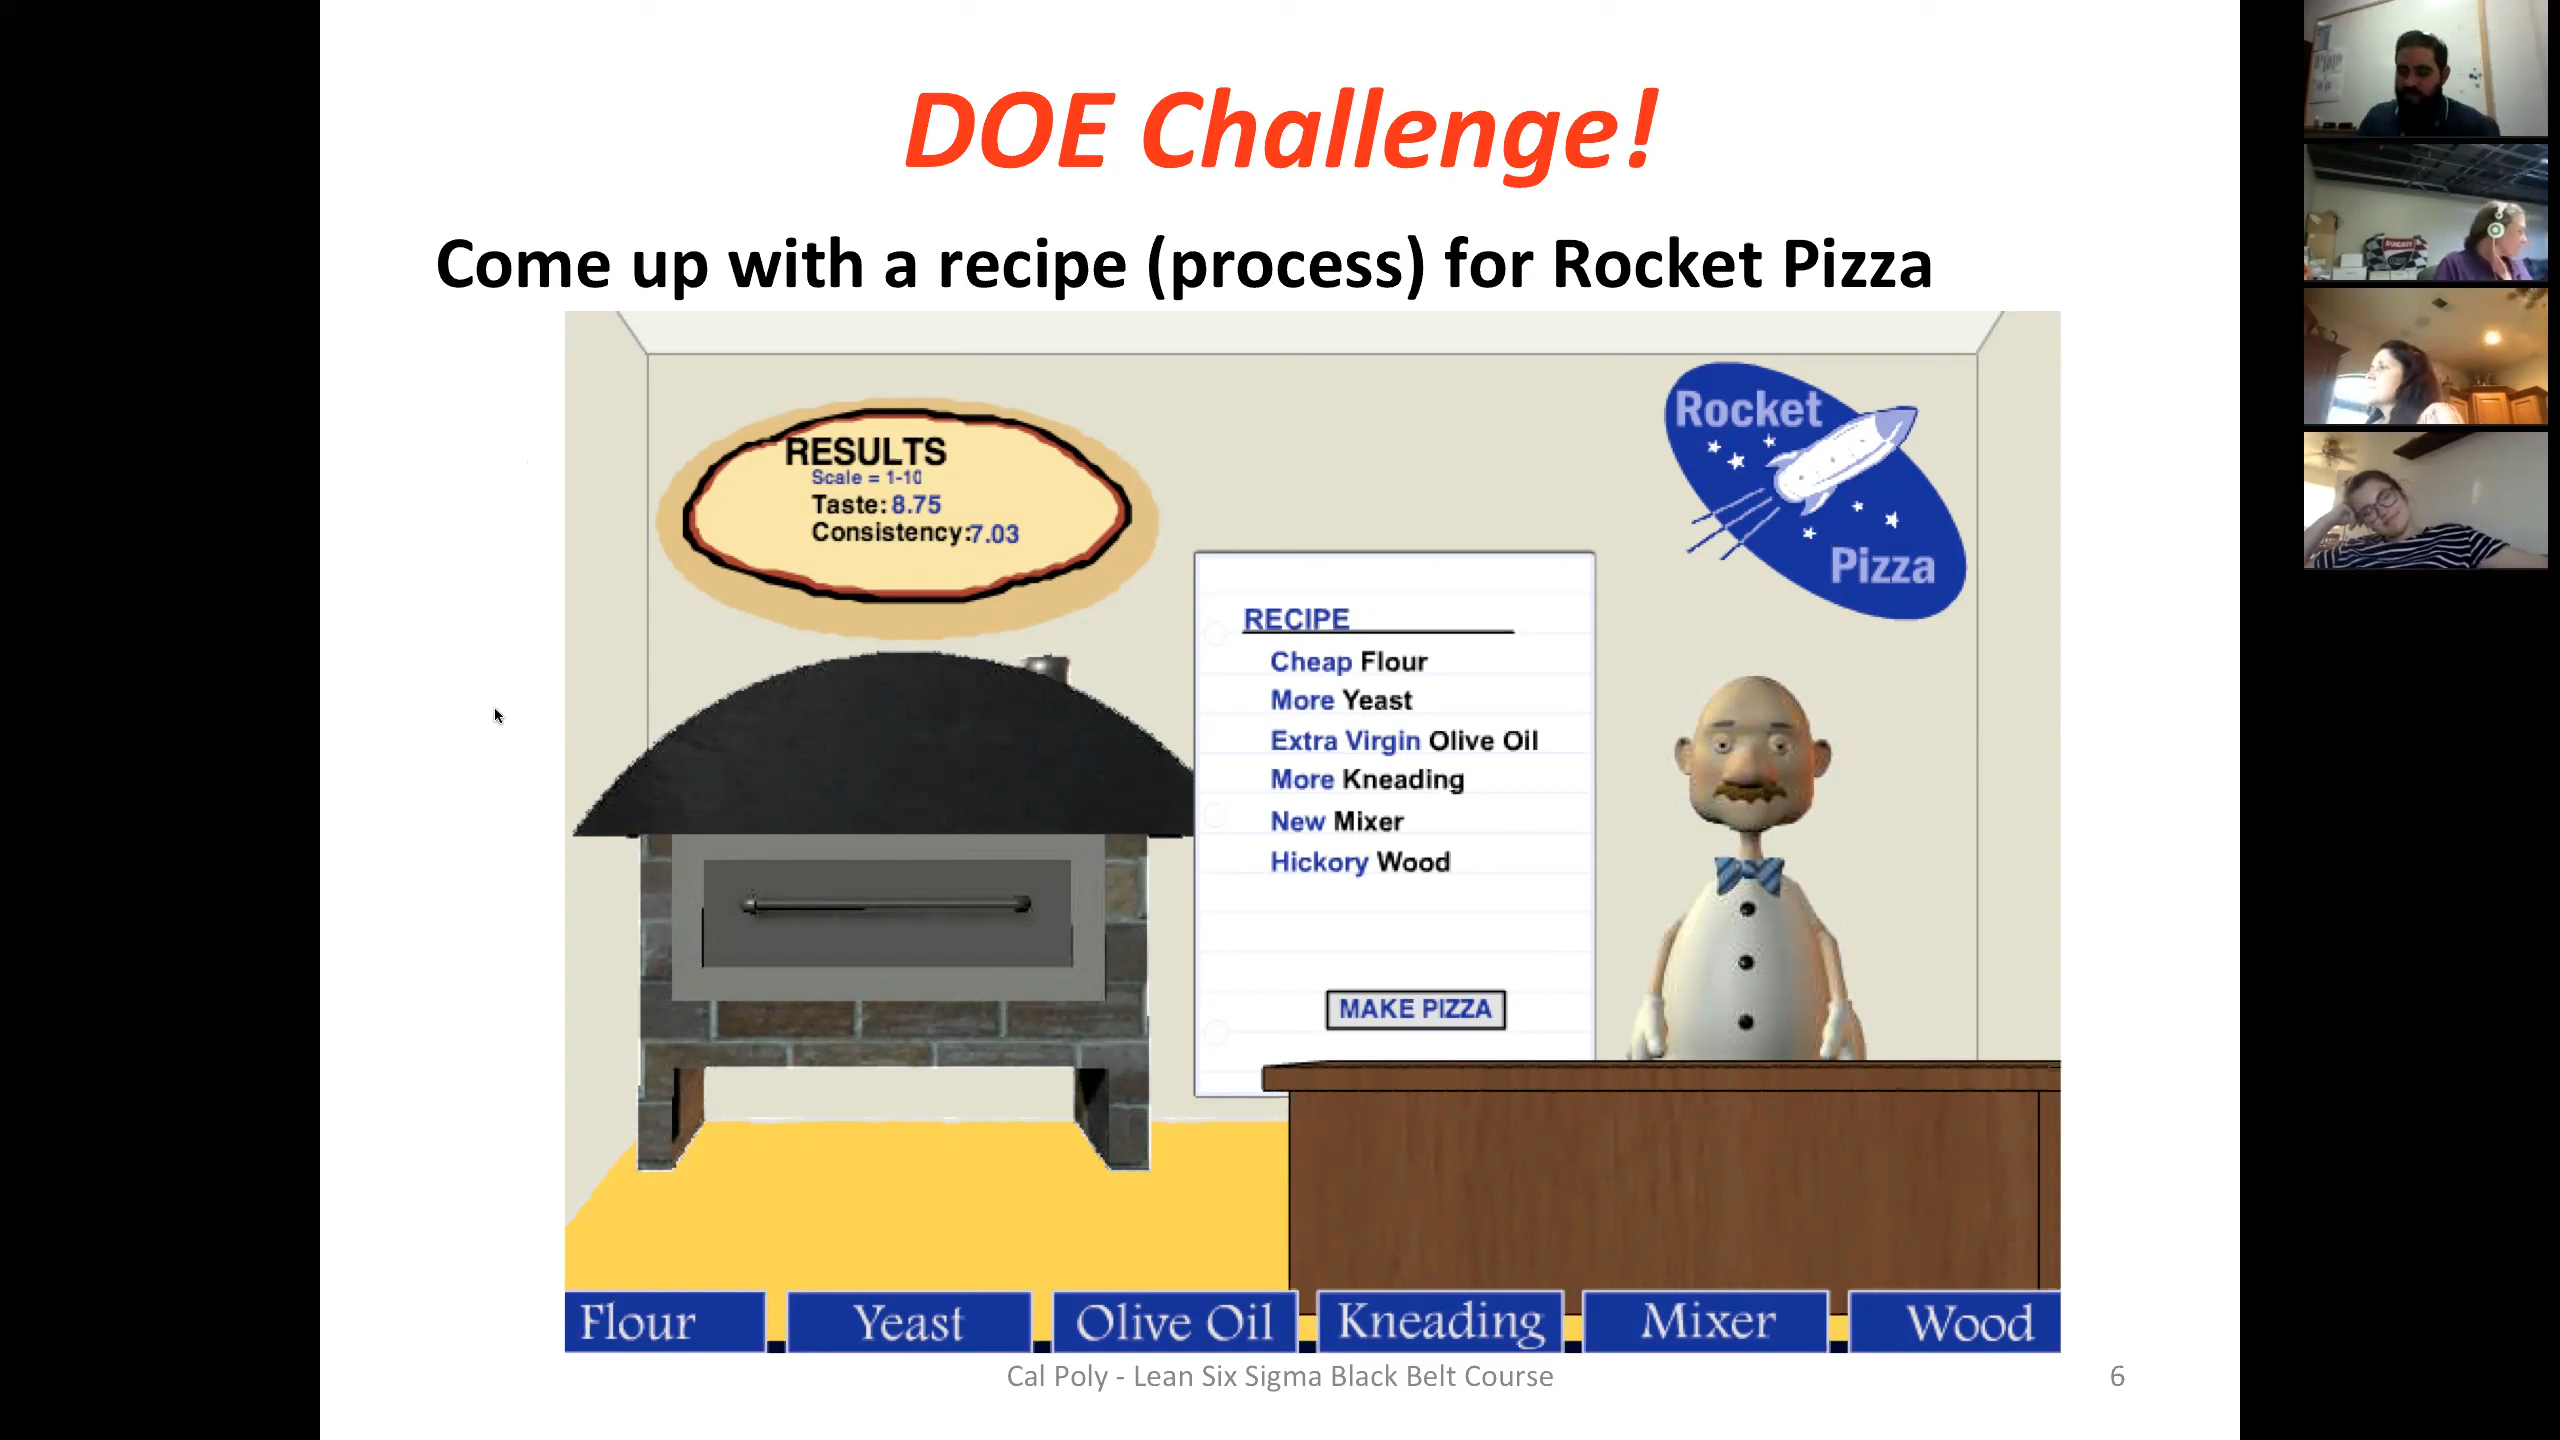 DOE Challenge!
Come up with a recipe (process) for Rocket Pizza
RESULTS
Scale = 1-10
Taste: 8.75
Consistency:7.03
Rocket
Pizza
RECIPE
Cheap Flour
More Yeast
Extra Virgin Olive Oil
More Kneading
New Mixer
Hickory Wood
MAKE PIZZA
Flour
Yeast
Olive Oil
Kneading
Mixer
Wood
Cal Poly - Lean Six Sigma Black Belt Course
6
DUCATI